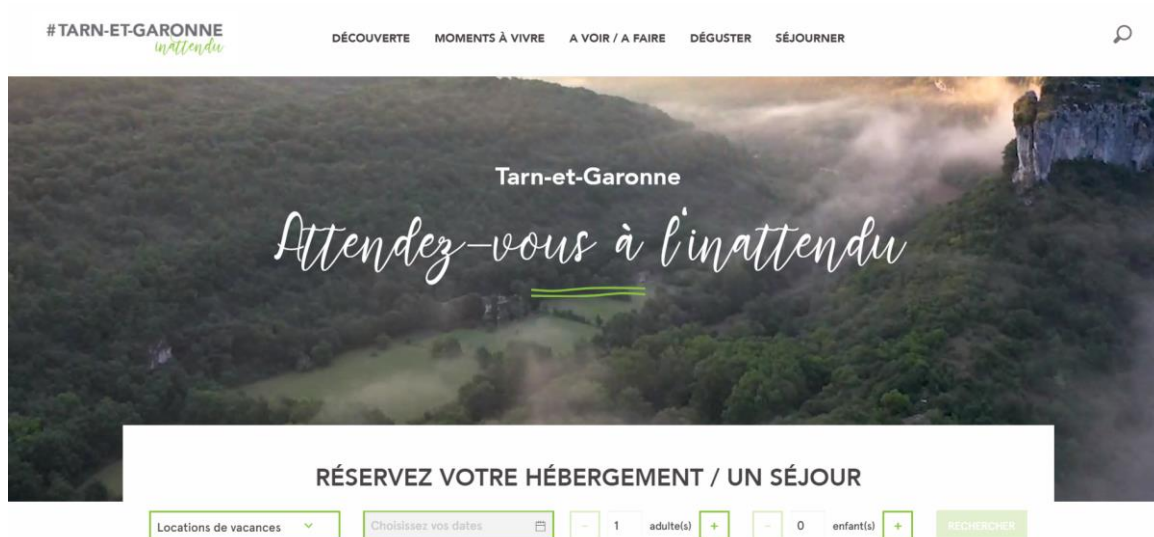 #TARN-ET-GARONNE
inattendu
DÉCOUVERTE MOMENTS À VIVRE A VOIR / A FAIRE DÉGUSTER SÉJOURNER
Tarn-et-Garonne
Attendez-vous à l'inattendu
RÉSERVEZ VOTRE HÉBERGEMENT / UN SÉJOUR
Locations de vacances Choisissez vos dates - 1 adulte(s) + - 0 enfant(s) + RECHERCHER